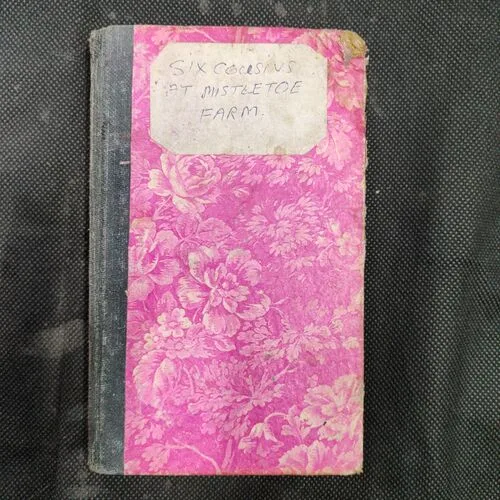 SIX COUSINS
AT MISTLETOE
FARM.